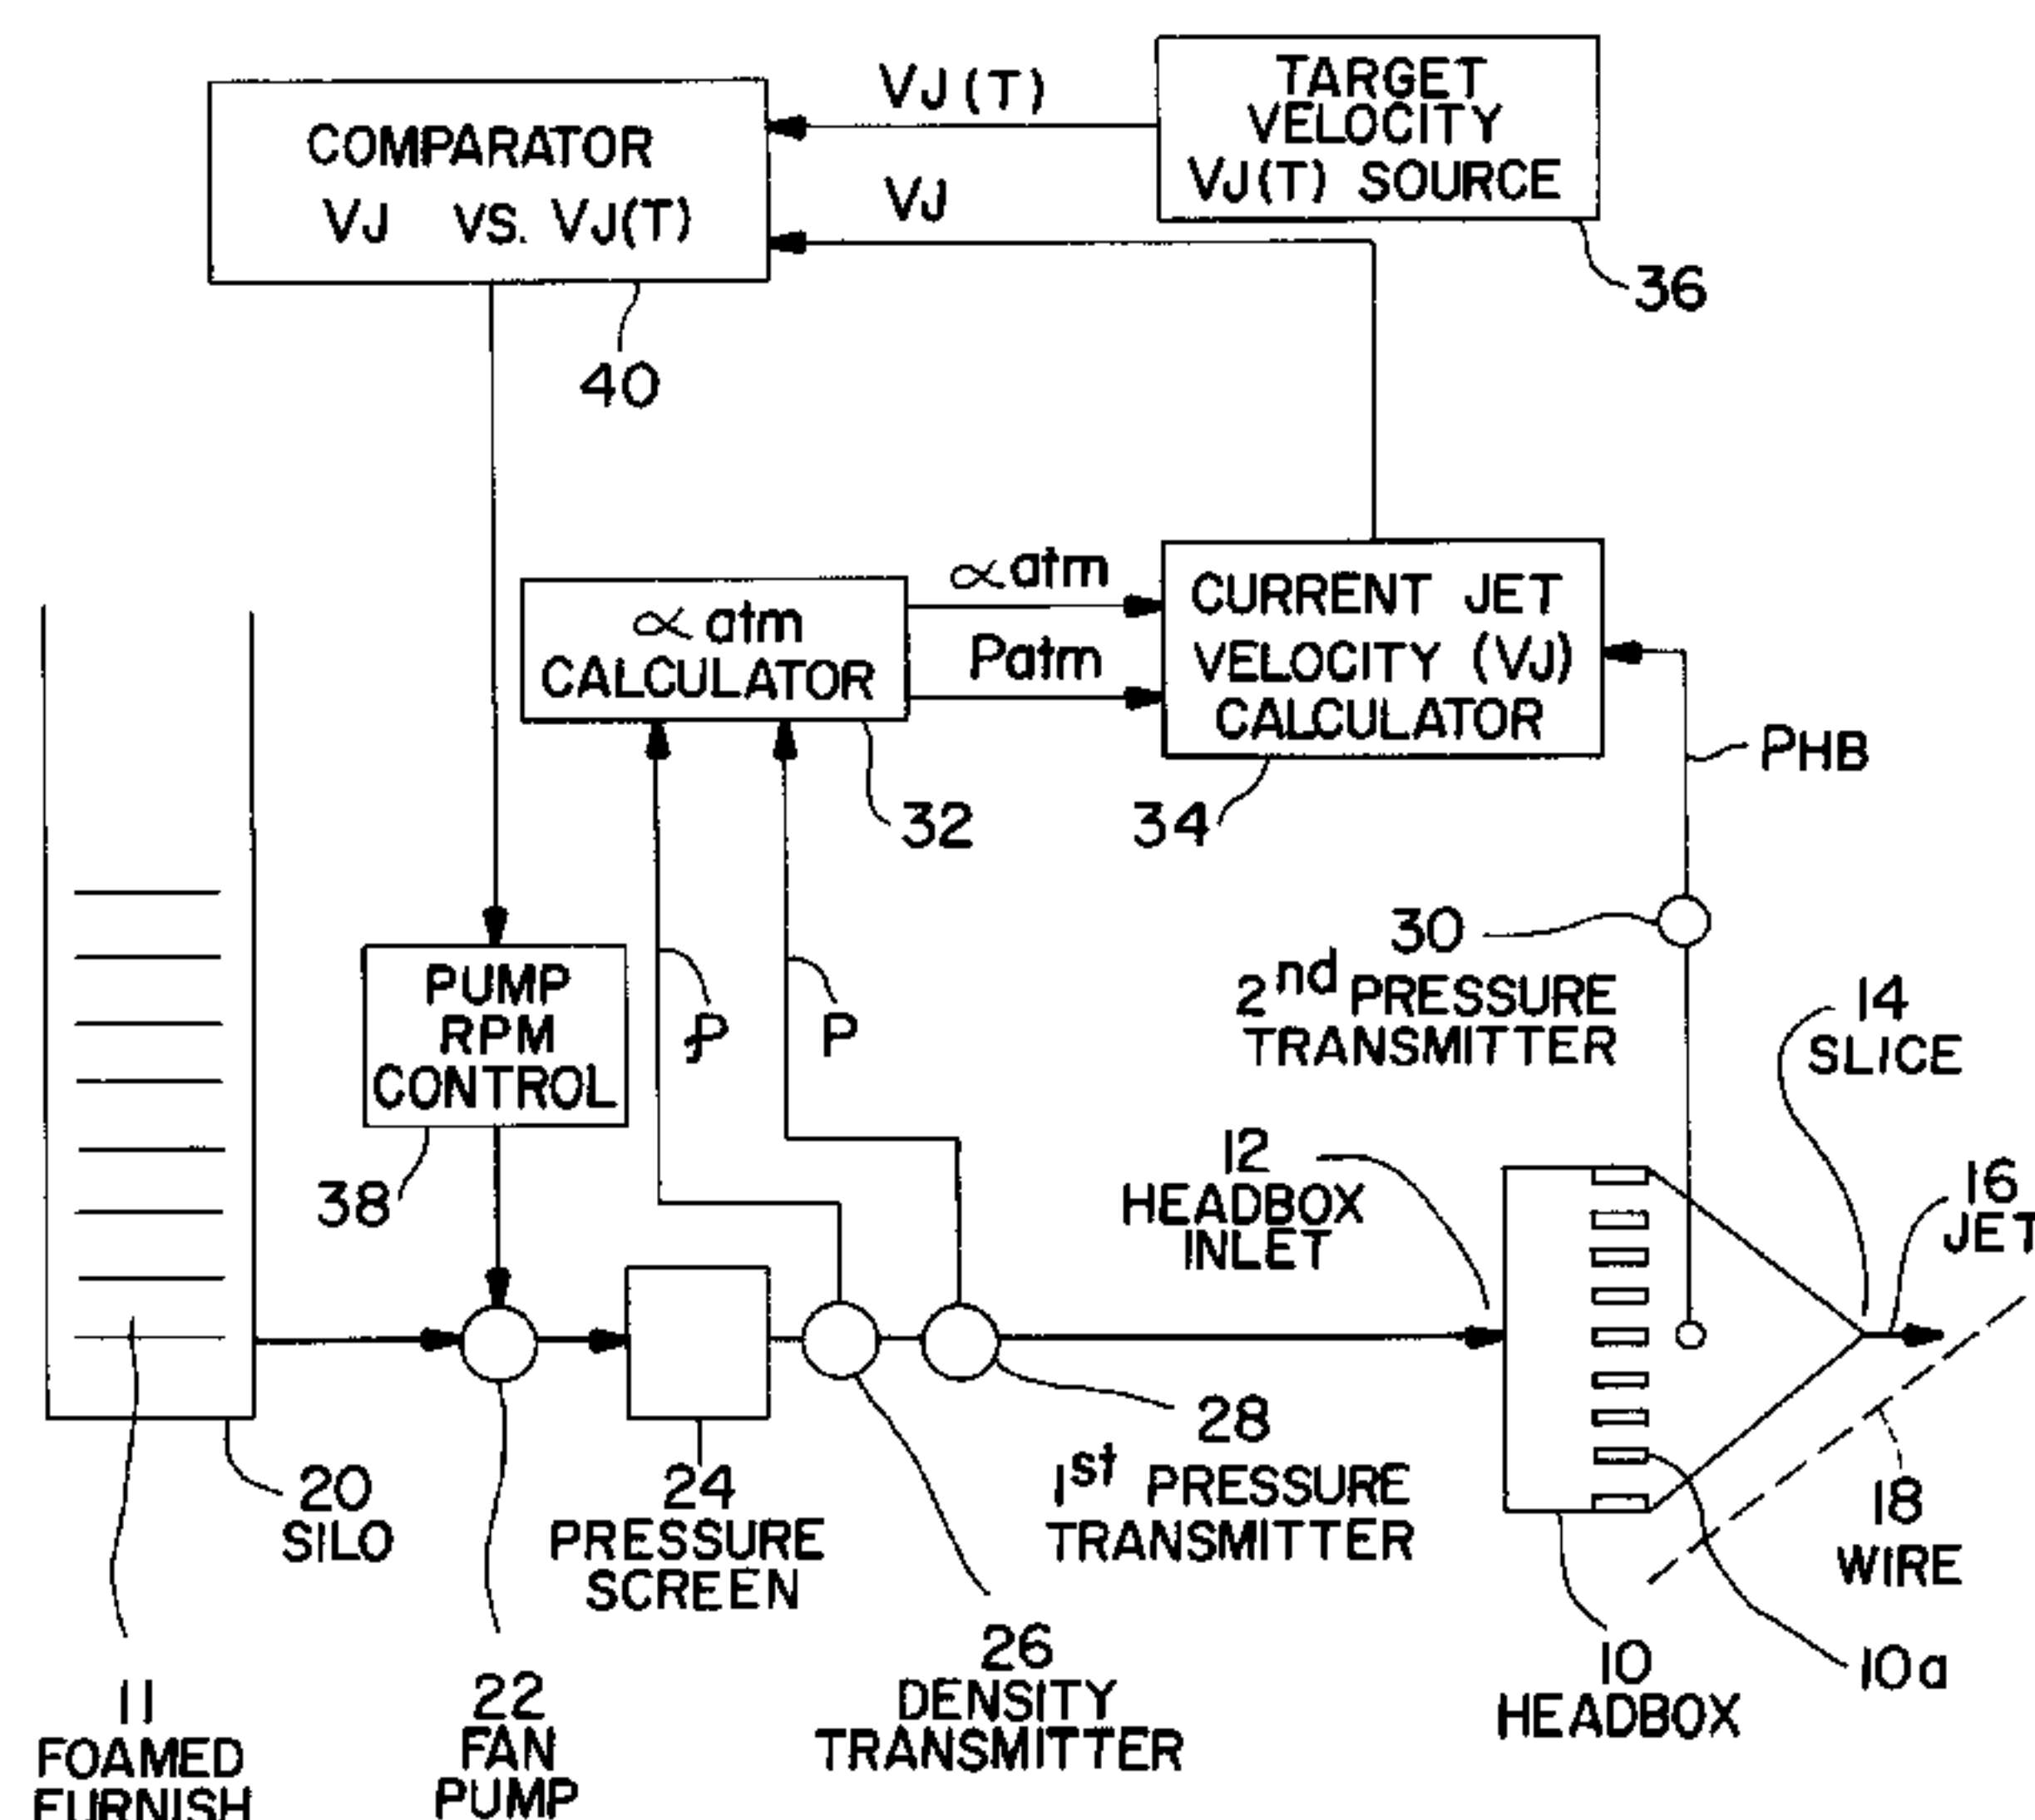 VJ (T)
TARGET
VELOCITY
VJ(T) SOURCE
COMPARATOR
VJ VS. VJ(T)
VJ
36
40
∝ atm
CALCULATOR
∝ atm
Patm
CURRENT JET
VELOCITY (VJ)
CALCULATOR
PHB
32
34
PUMP
RPM
CONTROL
38
ρ
P
30
2nd PRESSURE
TRANSMITTER
14
SLICE
12
HEADBOX
INLET
16
JET
20
SILO
24
PRESSURE
SCREEN
28
1st PRESSURE
TRANSMITTER
18
WIRE
11
FOAMED
FURNISH
22
FAN
PUMP
26
DENSITY
TRANSMITTER
10
HEADBOX
10a